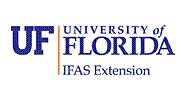 UF
UNIVERSITY of
FLORIDA
IFAS Extension